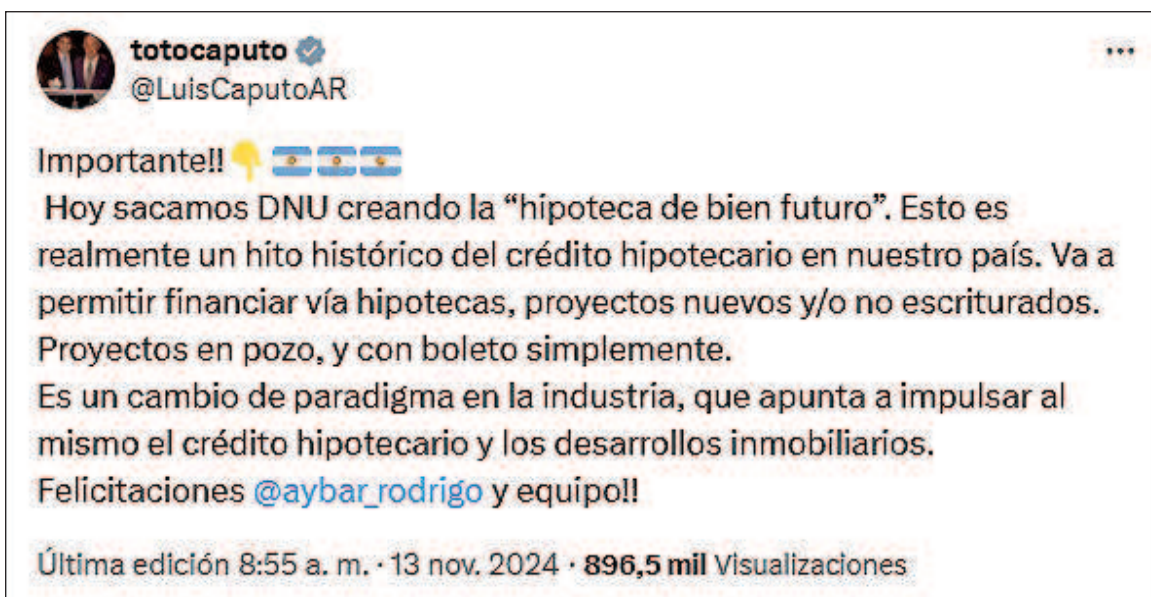 totocaputo
@LuisCaputoAR
Importante!!👇 🇦🇷🇦🇷🇦🇷
Hoy sacamos DNU creando la “hipoteca de bien futuro”. Esto es
realmente un hito histórico del crédito hipotecario en nuestro país. Va a
permitir financiar vía hipotecas, proyectos nuevos y/o no escriturados.
Proyectos en pozo, y con boleto simplemente.
Es un cambio de paradigma en la industria, que apunta a impulsar al
mismo el crédito hipotecario y los desarrollos inmobiliarios.
Felicitaciones @aybar_rodrigo y equipo!!
Última edición 8:55 a. m. · 13 nov. 2024 · 896,5 mil Visualizaciones